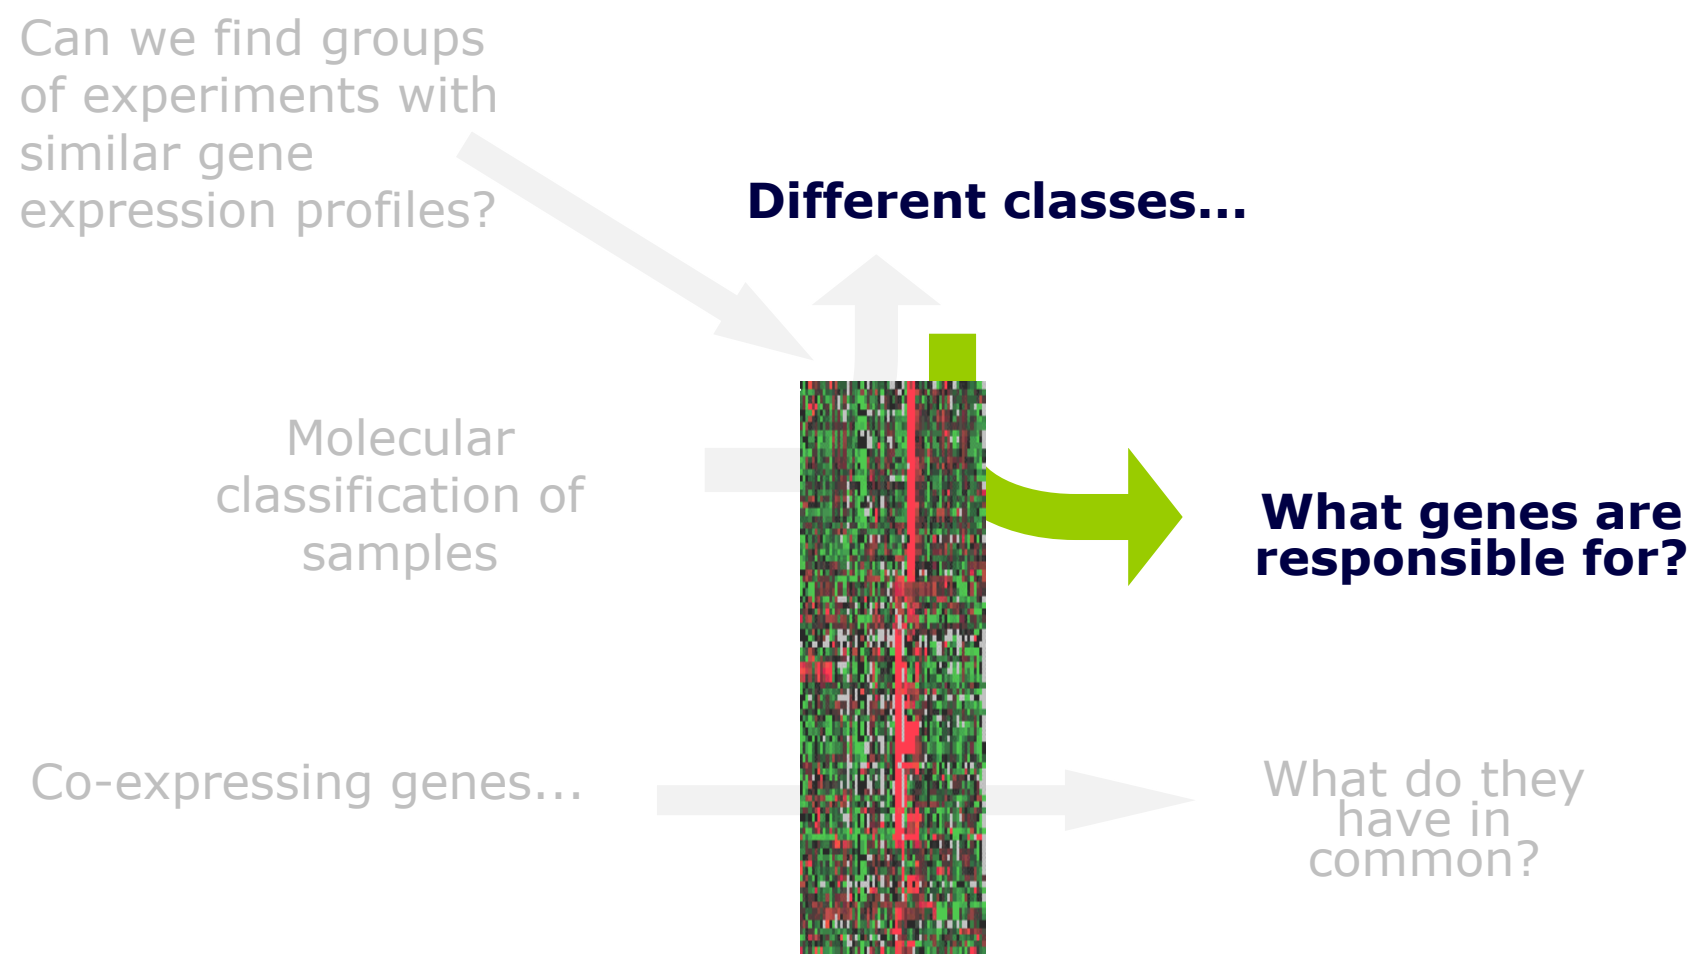 Can we find groups
of experiments with
similar gene
expression profiles?
Different classes...
Molecular
classification of
samples
What genes are
responsible for?
Co-expressing genes...
What do they
have in
common?